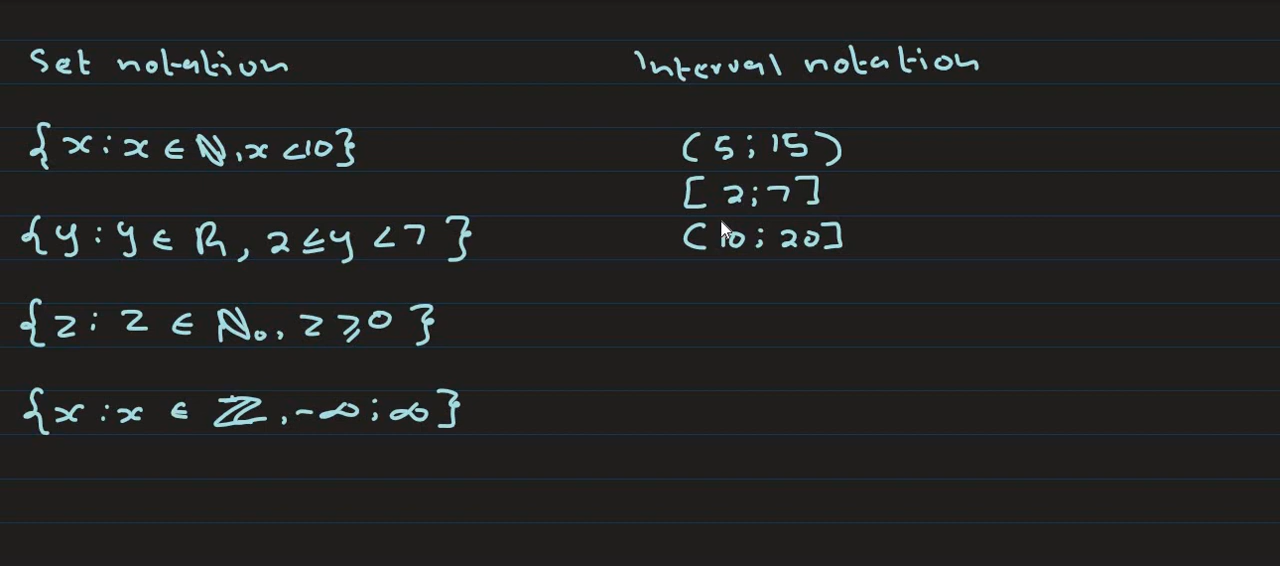 Set notation
{x : x ∈ ℕ, x < 10}
{y : y ∈ R, 2 ≤ y < 7}
{z : z ∈ ℕ₀, z ⩾ 0}
{x : x ∈ ℤ, -∞ ; ∞}
Interval notation
(5 ; 15)
[2 ; 7]
(10 ; 20]